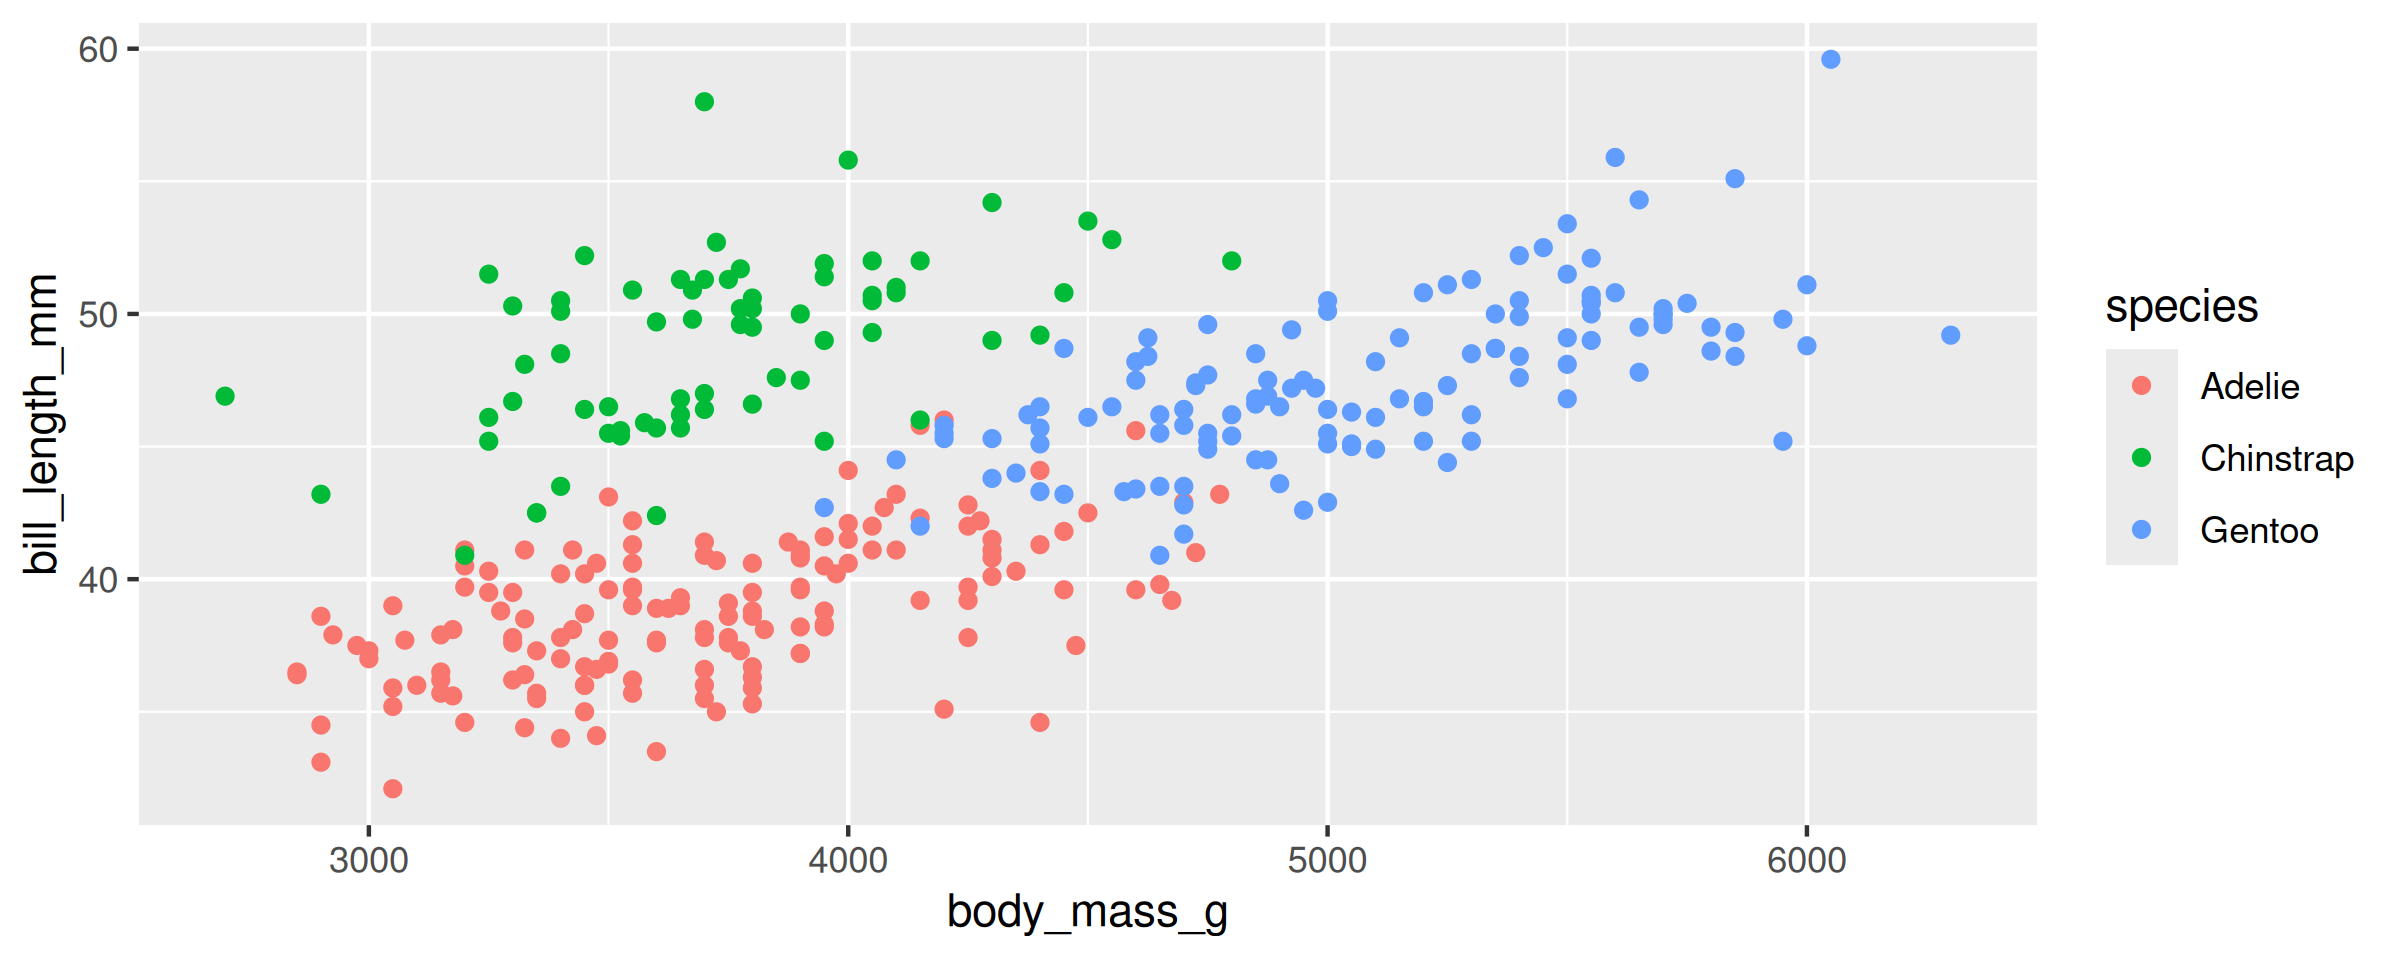 60
50
40
bill_length_mm
3000 4000 5000 6000
body_mass_g
species
Adelie
Chinstrap
Gentoo